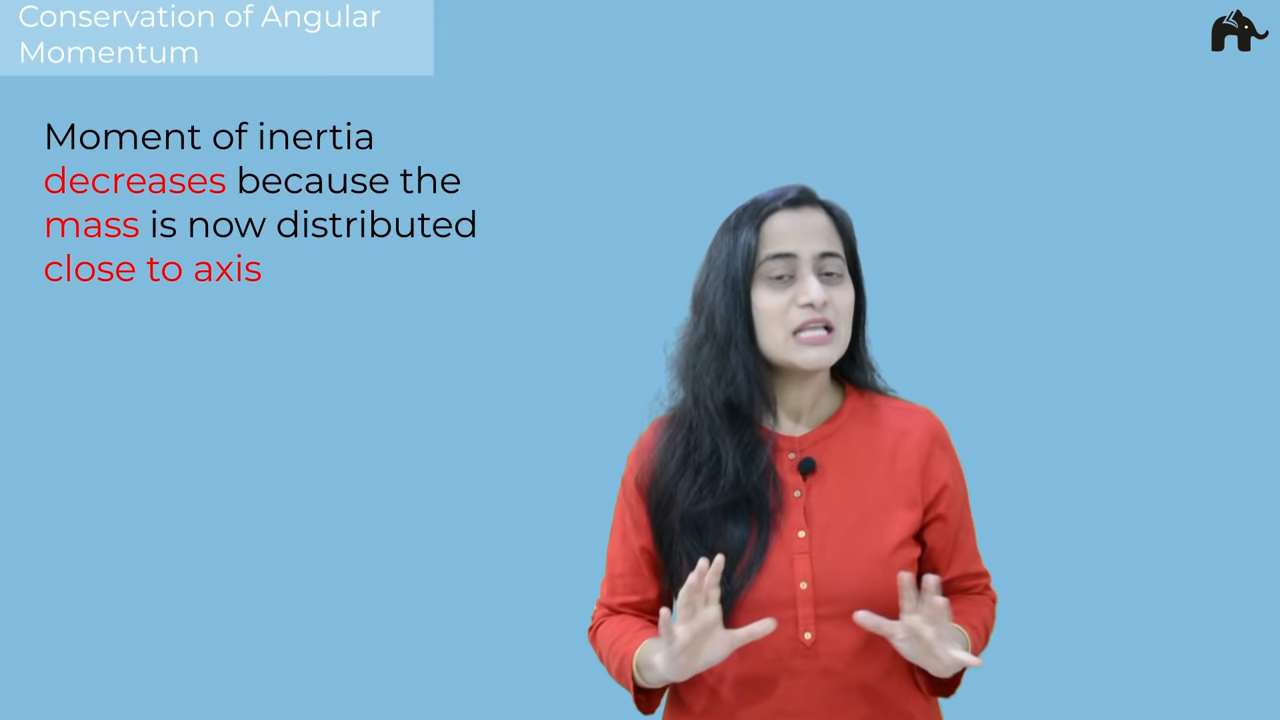 Conservation of Angular
Momentum
Moment of inertia
decreases because the
mass is now distributed
close to axis